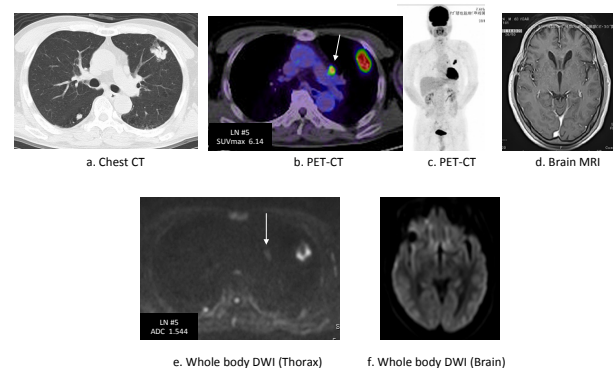 a. Chest CT
LN #5
SUVmax 6.14
b. PET-CT
c. PET-CT
d. Brain MRI
LN #5
ADC 1.544
e. Whole body DWI (Thorax)
f. Whole body DWI (Brain)